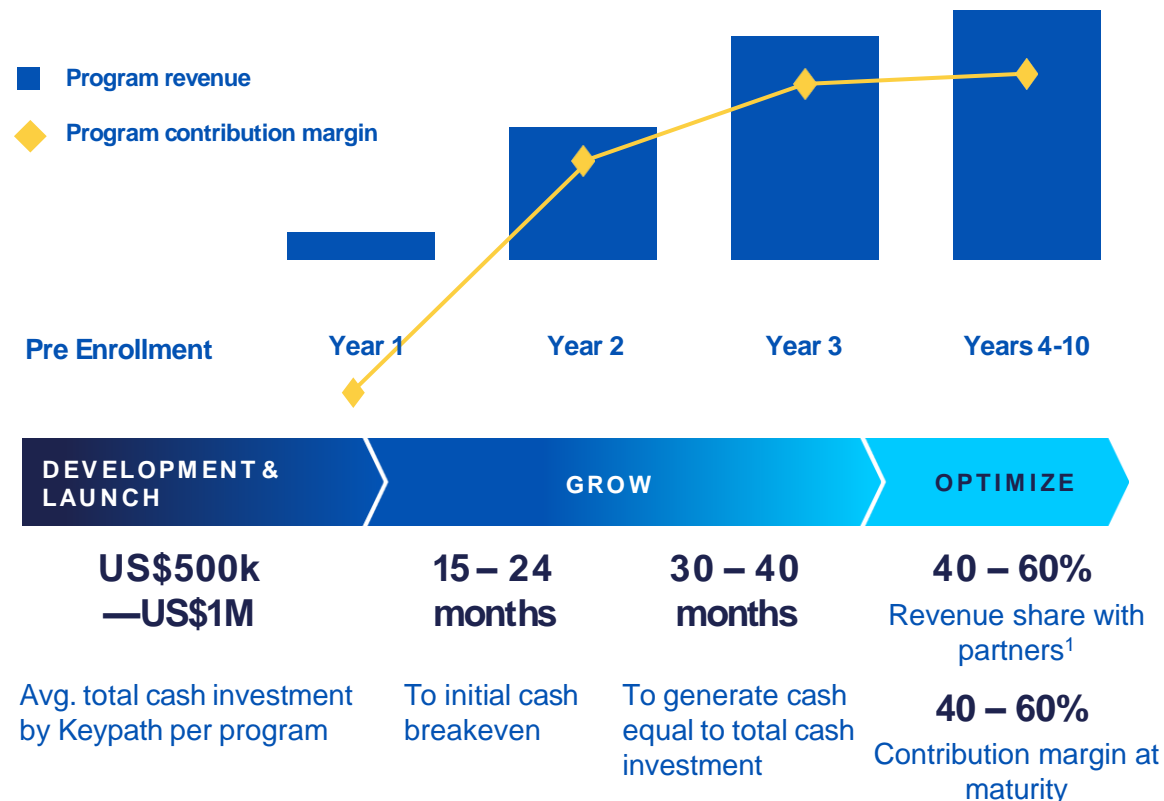 Program revenue
Program contribution margin
Pre Enrollment
Year 1
Year 2
Year 3
Years 4-10
DEVELOPMENT &
LAUNCH
GROW
OPTIMIZE
US$500k
—US$1M
Avg. total cash investment
by Keypath per program
15 – 24
months
To initial cash
breakeven
30 – 40
months
To generate cash
equal to total cash
investment
40 – 60%
Revenue share with
partners¹
40 – 60%
Contribution margin at
maturity